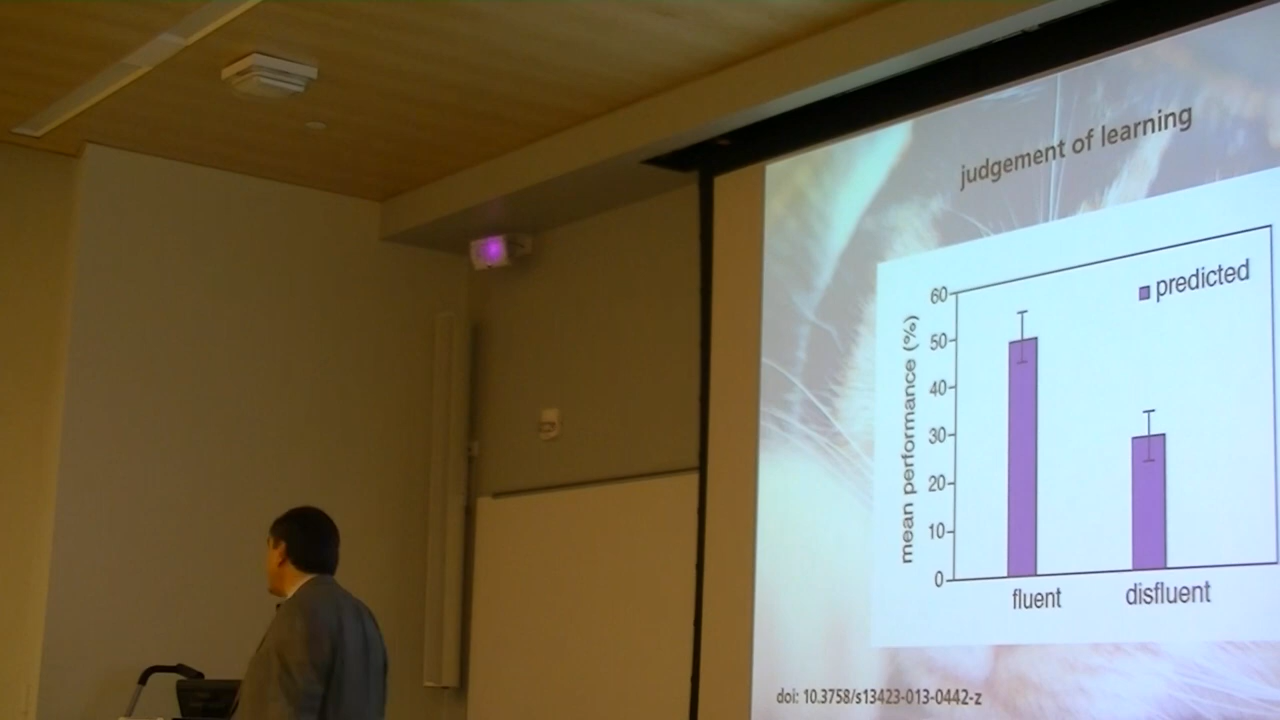 judgement of learning
predicted
mean performance (%)
60
50
40
30
20
10
0
fluent
disfluent
doi: 10.3758/s13423-013-0442-z